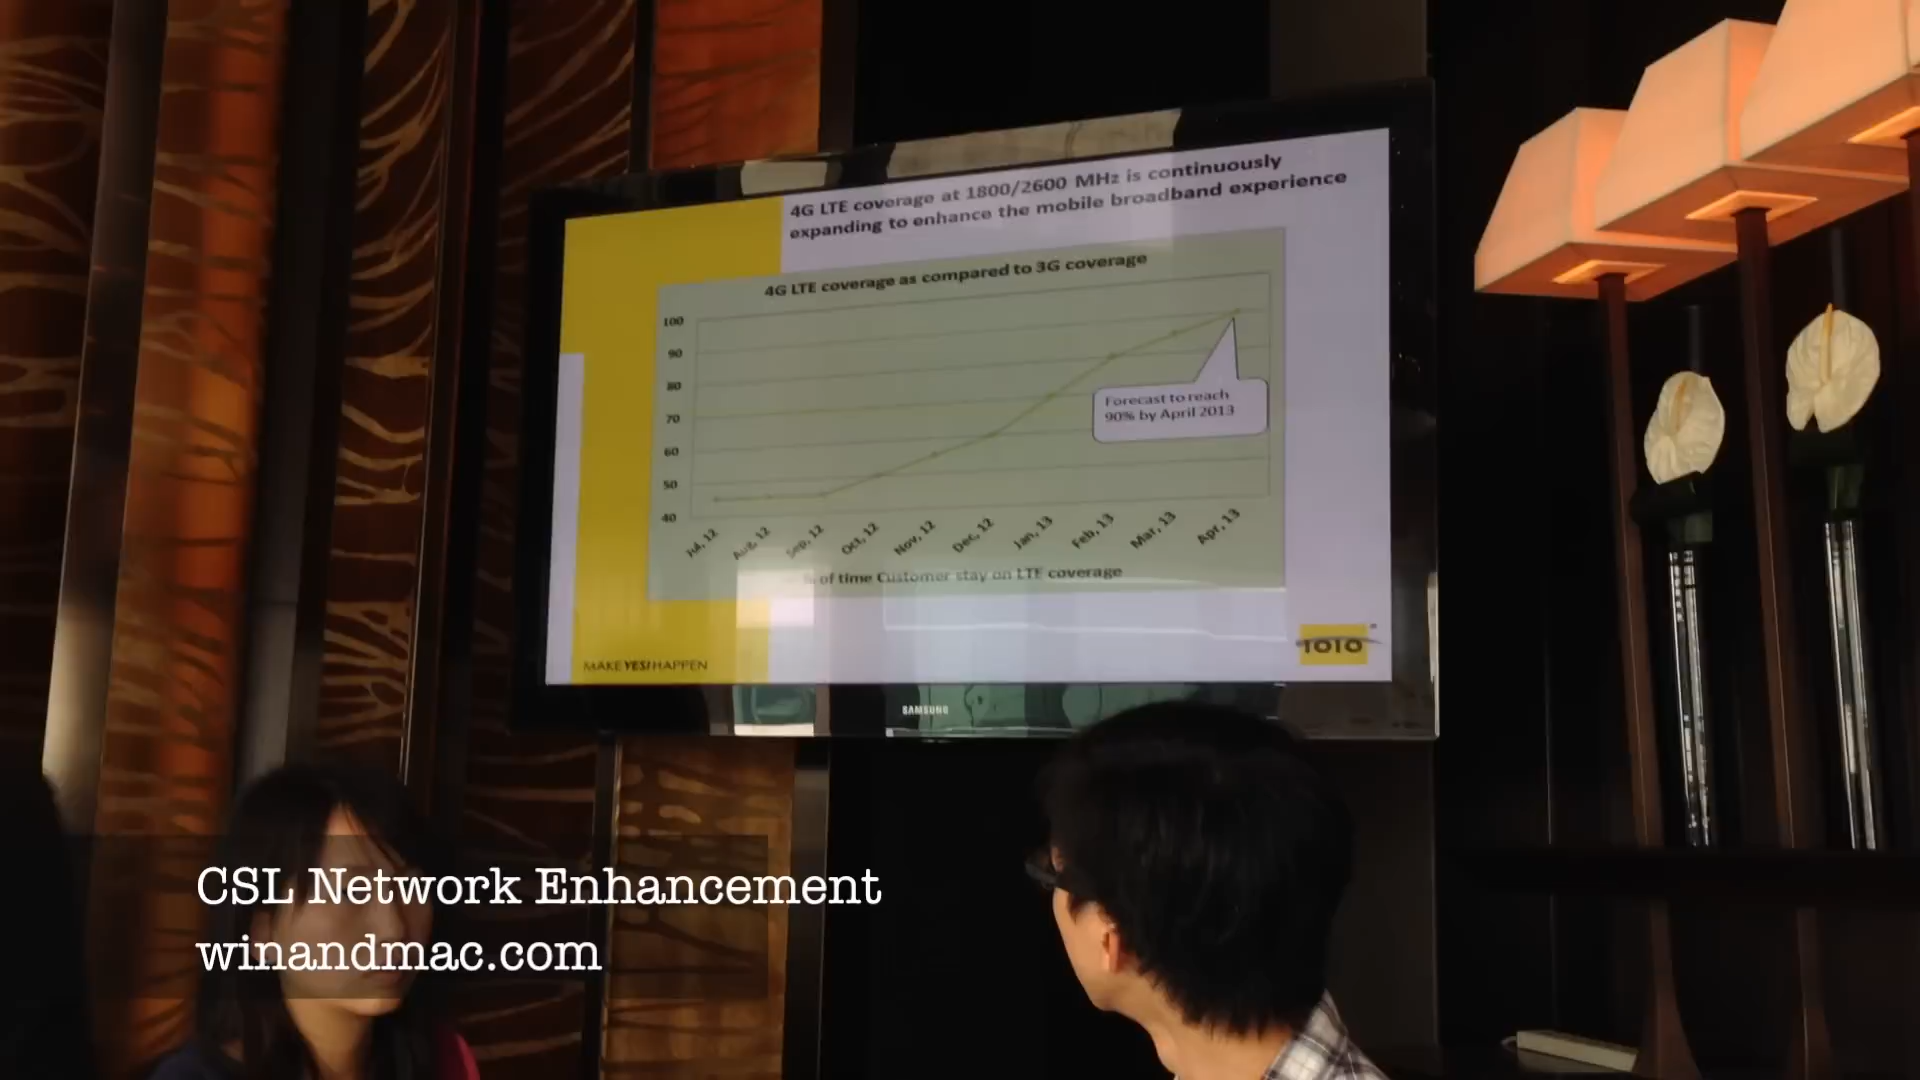 4G LTE coverage at 1800/2600 MHz is continuously
expanding to enhance the mobile broadband experience
4G LTE coverage as compared to 3G coverage
100
90
80
70
60
50
40
Jul, 12
Aug, 12
Sep, 12
Oct, 12
Nov, 12
Dec, 12
Jan, 13
Feb, 13
Mar, 13
Apr, 13
Forecast to reach
90% by April 2013
% of time Customer stay on LTE coverage
MAKE YES! HAPPEN
1O1O
SAMSUNG
CSL Network Enhancement
winandmac.com